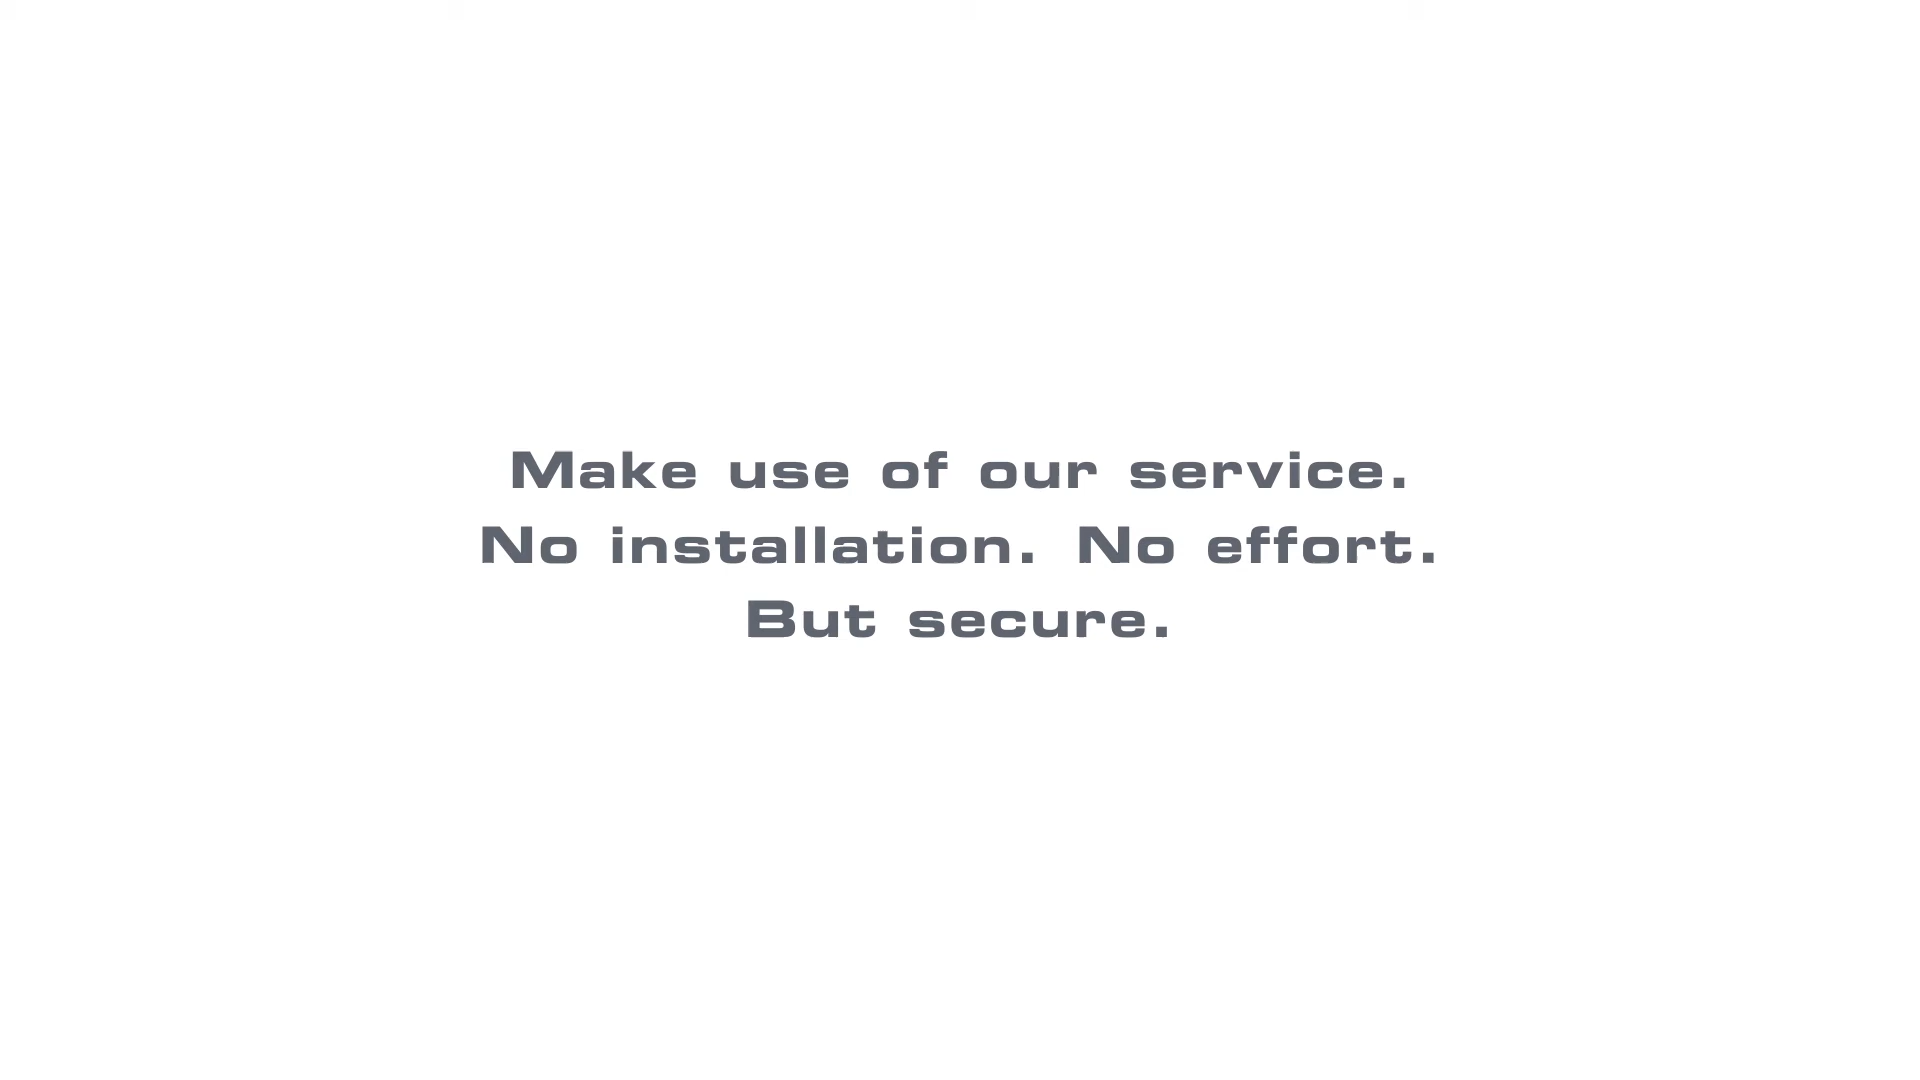 Make use of our service.
No installation. No effort.
But secure.